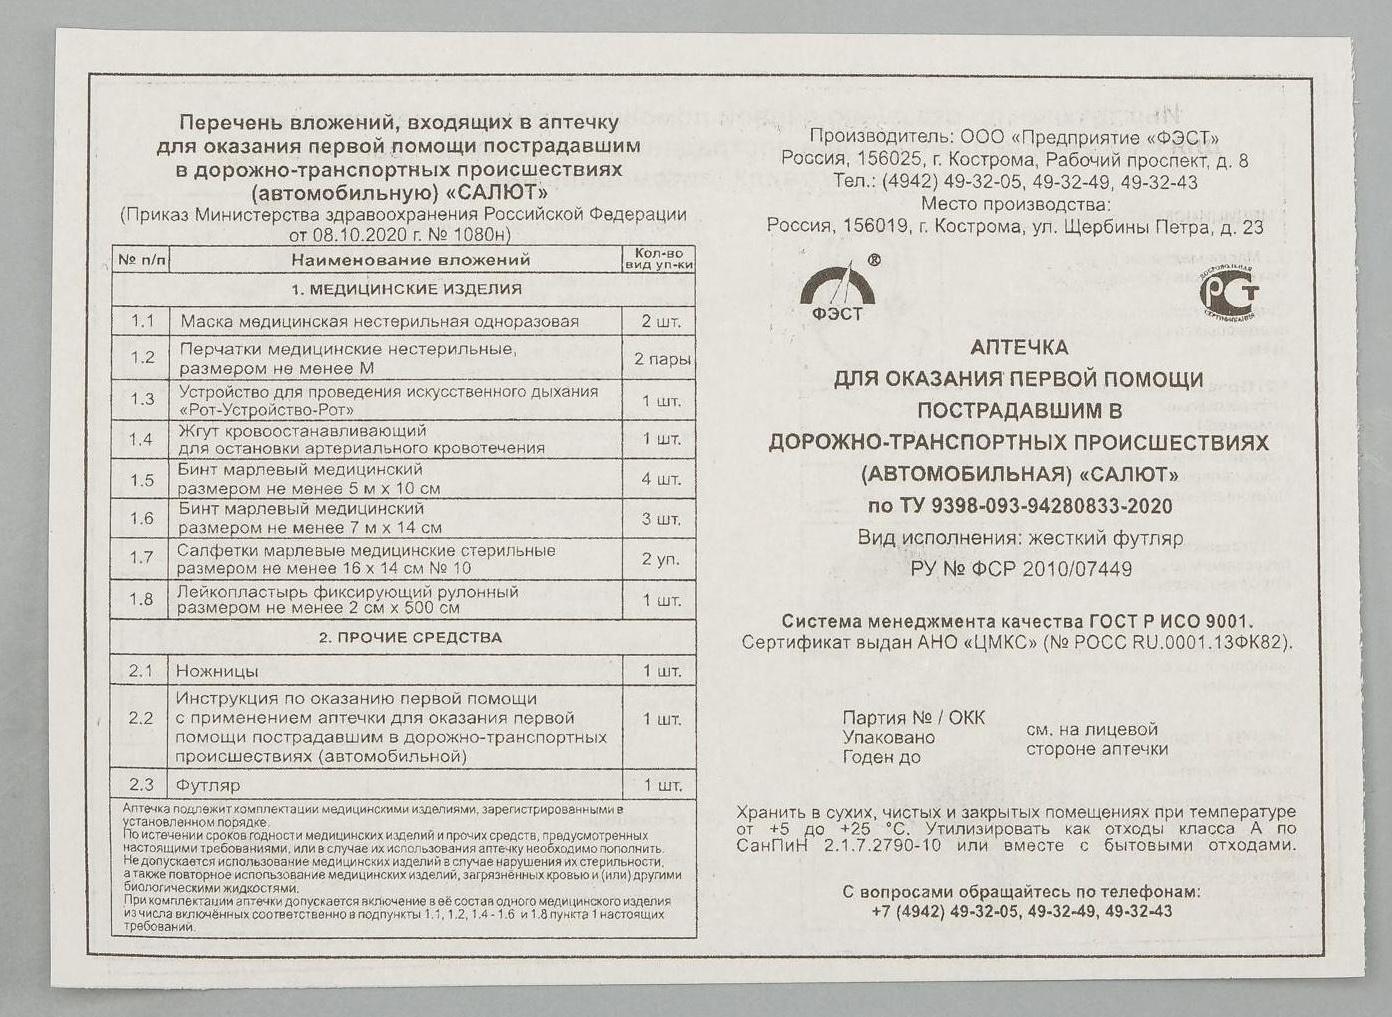 Перечень вложений, входящих в аптечку
для оказания первой помощи пострадавшим
в дорожно-транспортных происшествиях
(автомобильную) «САЛЮТ»
(Приказ Министерства здравоохранения Российской Федерации
от 08.10.2020 г. № 1080н)
№ п/п Наименование вложений Кол-во
вид уп-ки
1. МЕДИЦИНСКИЕ ИЗДЕЛИЯ
1.1 Маска медицинская нестерильная одноразовая 2 шт.
1.2 Перчатки медицинские нестерильные,
размером не менее М 2 пары
1.3 Устройство для проведения искусственного дыхания
«Рот-Устройство-Рот» 1 шт.
1.4 Жгут кровоостанавливающий
для остановки артериального кровотечения 1 шт.
1.5 Бинт марлевый медицинский
размером не менее 5 м х 10 см 4 шт.
1.6 Бинт марлевый медицинский
размером не менее 7 м х 14 см 3 шт.
1.7 Салфетки марлевые медицинские стерильные
размером не менее 16 х 14 см № 10 2 уп.
1.8 Лейкопластырь фиксирующий рулонный
размером не менее 2 см х 500 см 1 шт.
2. ПРОЧИЕ СРЕДСТВА
2.1 Ножницы 1 шт.
2.2 Инструкция по оказанию первой помощи
с применением аптечки для оказания первой
помощи пострадавшим в дорожно-транспортных
происшествиях (автомобильной) 1 шт.
2.3 Футляр 1 шт.
Аптечка подлежит комплектации медицинскими изделиями, зарегистрированными в
установленном порядке.
По истечении сроков годности медицинских изделий и прочих средств, предусмотренных
настоящими требованиями, или в случае их использования аптечку необходимо пополнить.
Не допускается использование медицинских изделий в случае нарушения их стерильности,
а также повторное использование медицинских изделий, загрязнённых кровью и (или) другими
биологическими жидкостями.
При комплектации аптечки допускается включение в её состав одного медицинского изделия
из числа включённых соответственно в подпункты 1.1, 1.2, 1.4 - 1.6 и 1.8 пункта 1 настоящих
требований.
Производитель: ООО «Предприятие «ФЭСТ»
Россия, 156025, г. Кострома, Рабочий проспект, д. 8
Тел.: (4942) 49-32-05, 49-32-49, 49-32-43
Место производства:
Россия, 156019, г. Кострома, ул. Щербины Петра, д. 23
®
ФЭСТ
ДОБРОВОЛЬНАЯ
РСТ
СЕРТИФИКАЦИЯ
АПТЕЧКА
ДЛЯ ОКАЗАНИЯ ПЕРВОЙ ПОМОЩИ
ПОСТРАДАВШИМ В
ДОРОЖНО-ТРАНСПОРТНЫХ ПРОИСШЕСТВИЯХ
(АВТОМОБИЛЬНАЯ) «САЛЮТ»
по ТУ 9398-093-94280833-2020
Вид исполнения: жесткий футляр
РУ № ФСР 2010/07449
Система менеджмента качества ГОСТ Р ИСО 9001.
Сертификат выдан АНО «ЦМКС» (№ РОСС RU.0001.13ФК82).
Партия № / ОКК
Упаковано
Годен до
см. на лицевой
стороне аптечки
Хранить в сухих, чистых и закрытых помещениях при температуре
от +5 до +25 °С. Утилизировать как отходы класса А по
СанПиН 2.1.7.2790-10 или вместе с бытовыми отходами.
С вопросами обращайтесь по телефонам:
+7 (4942) 49-32-05, 49-32-49, 49-32-43